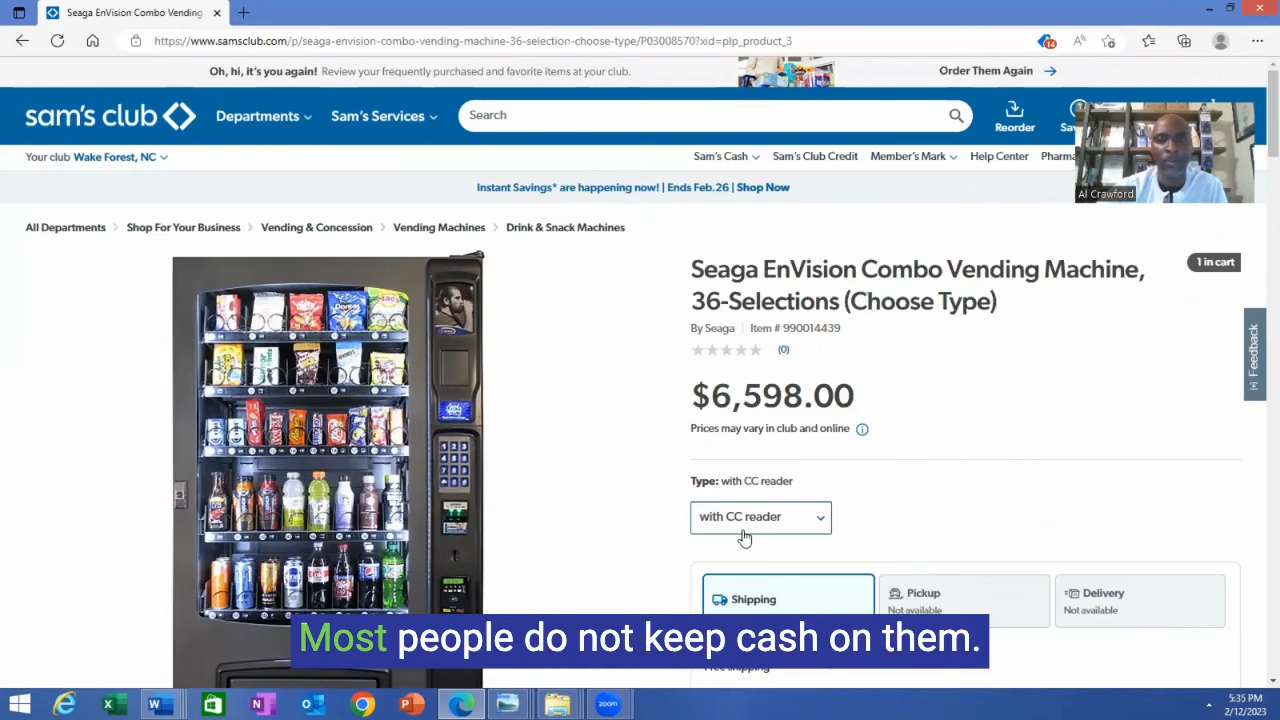 Seaga EnVision Combo Vending
https://www.samsclub.com/p/seaga-envision-combo-vending-machine-36-selection-choose-type/P03008570?xid=plp_product_3
14
Oh, hi, it's you again! Review your frequently purchased and favorite items at your club.
Order Them Again
sam's club
Departments
Sam's Services
Search
Reorder
Your club Wake Forest, NC
Sam's Cash
Sam's Club Credit
Member's Mark
Help Center
Al Crawford
Instant Savings* are happening now! | Ends Feb.26 | Shop Now
All Departments
Shop For Your Business
Vending & Concession
Vending Machines
Drink & Snack Machines
Seaga EnVision Combo Vending Machine,
36-Selections (Choose Type)
1 in cart
By Seaga
Item # 990014439
(0)
$6,598.00
Prices may vary in club and online
[+] Feedback
Type: with CC reader
with CC reader
Shipping
Pickup
Not available
Delivery
Not available
Most people do not keep cash on them.
Free shipping
zoom
5:35 PM
2/12/2023